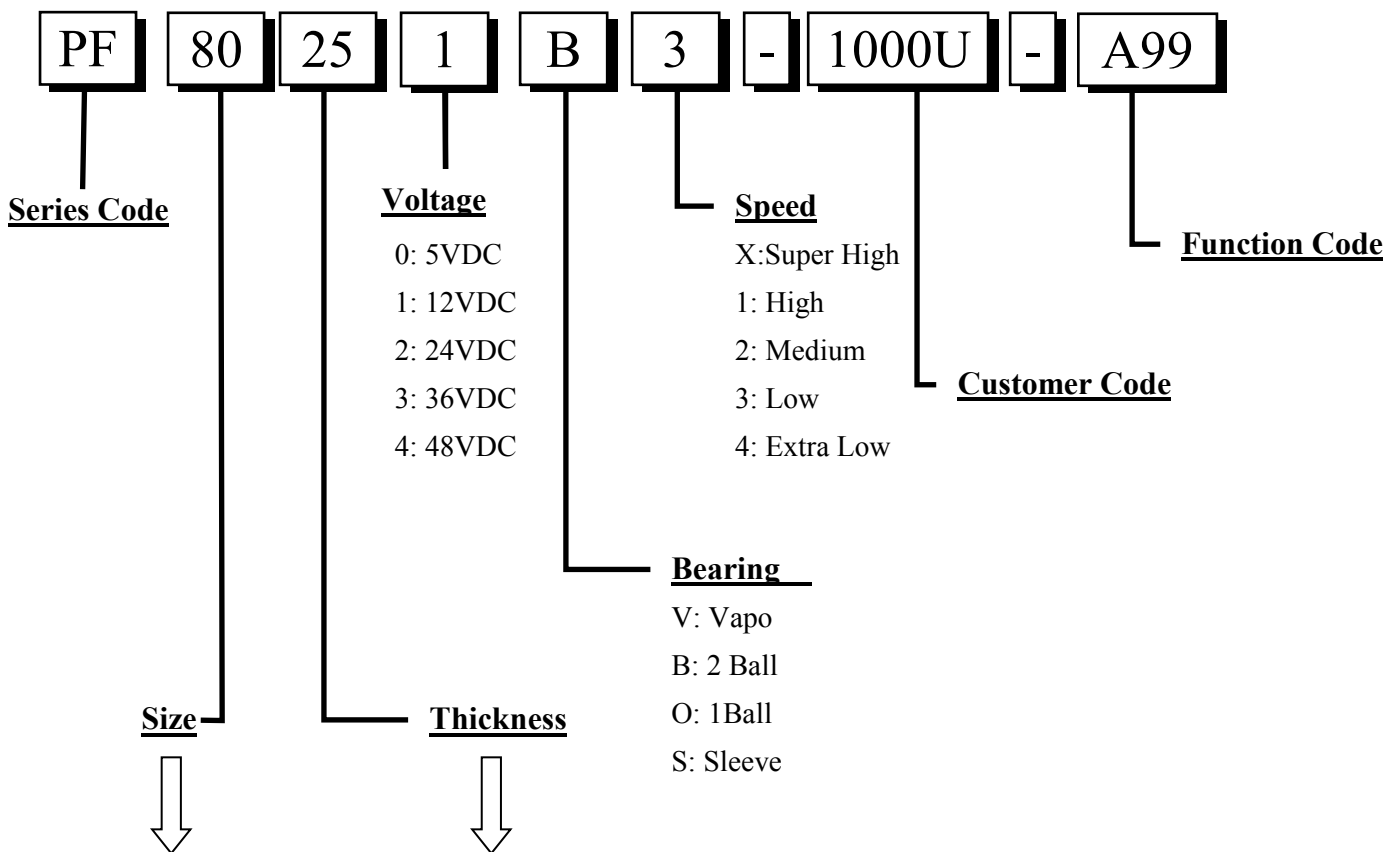 PF 80 25 1 B 3 - 1000U - A99
Series Code
Voltage
0: 5VDC
1: 12VDC
2: 24VDC
3: 36VDC
4: 48VDC
Speed
X:Super High
1: High
2: Medium
3: Low
4: Extra Low
Function Code
Customer Code
Bearing
V: Vapo
B: 2 Ball
O: 1Ball
S: Sleeve
Size
Thickness